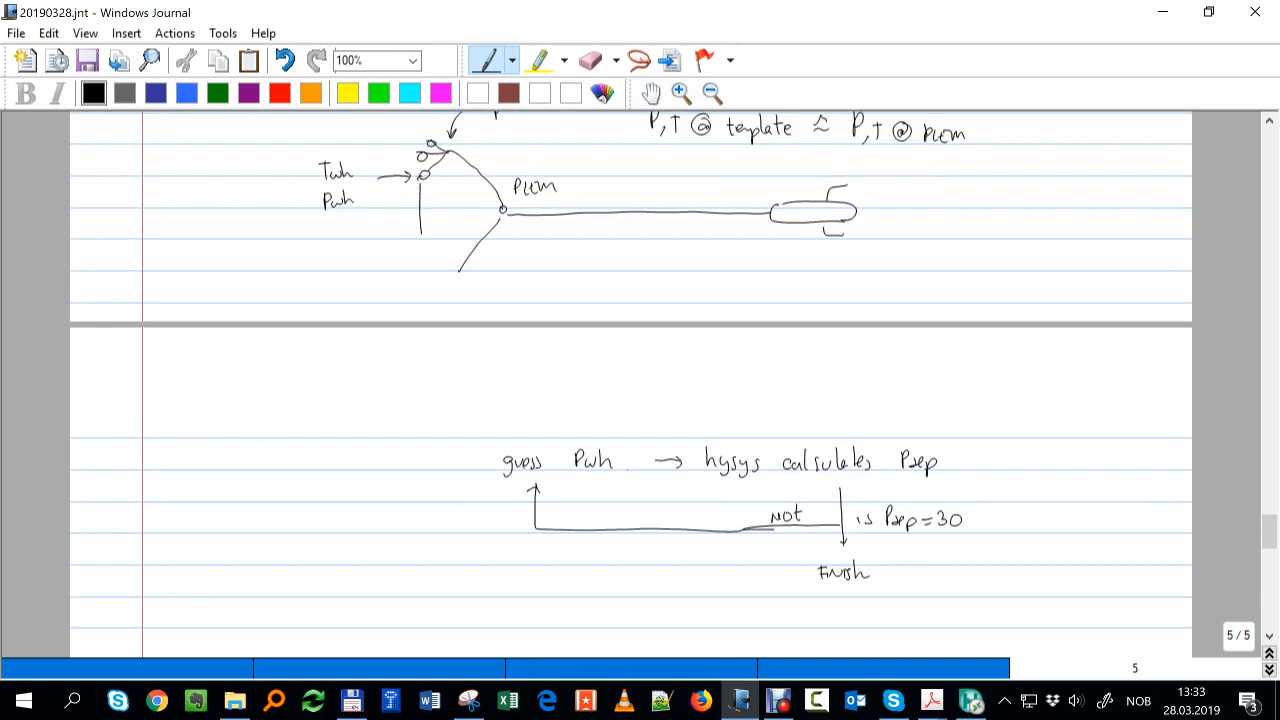 20190328.jnt - Windows Journal
File Edit View Insert Actions Tools Help
100%
B I
P,T @ template ≈ P,T @ PLEM
Twh
Pwh
PLEM
guess Pwh → hysys calculates Psep
NOT
is Psep=30
Finish
5 / 5
5
NOB
13:33
28.03.2019
3